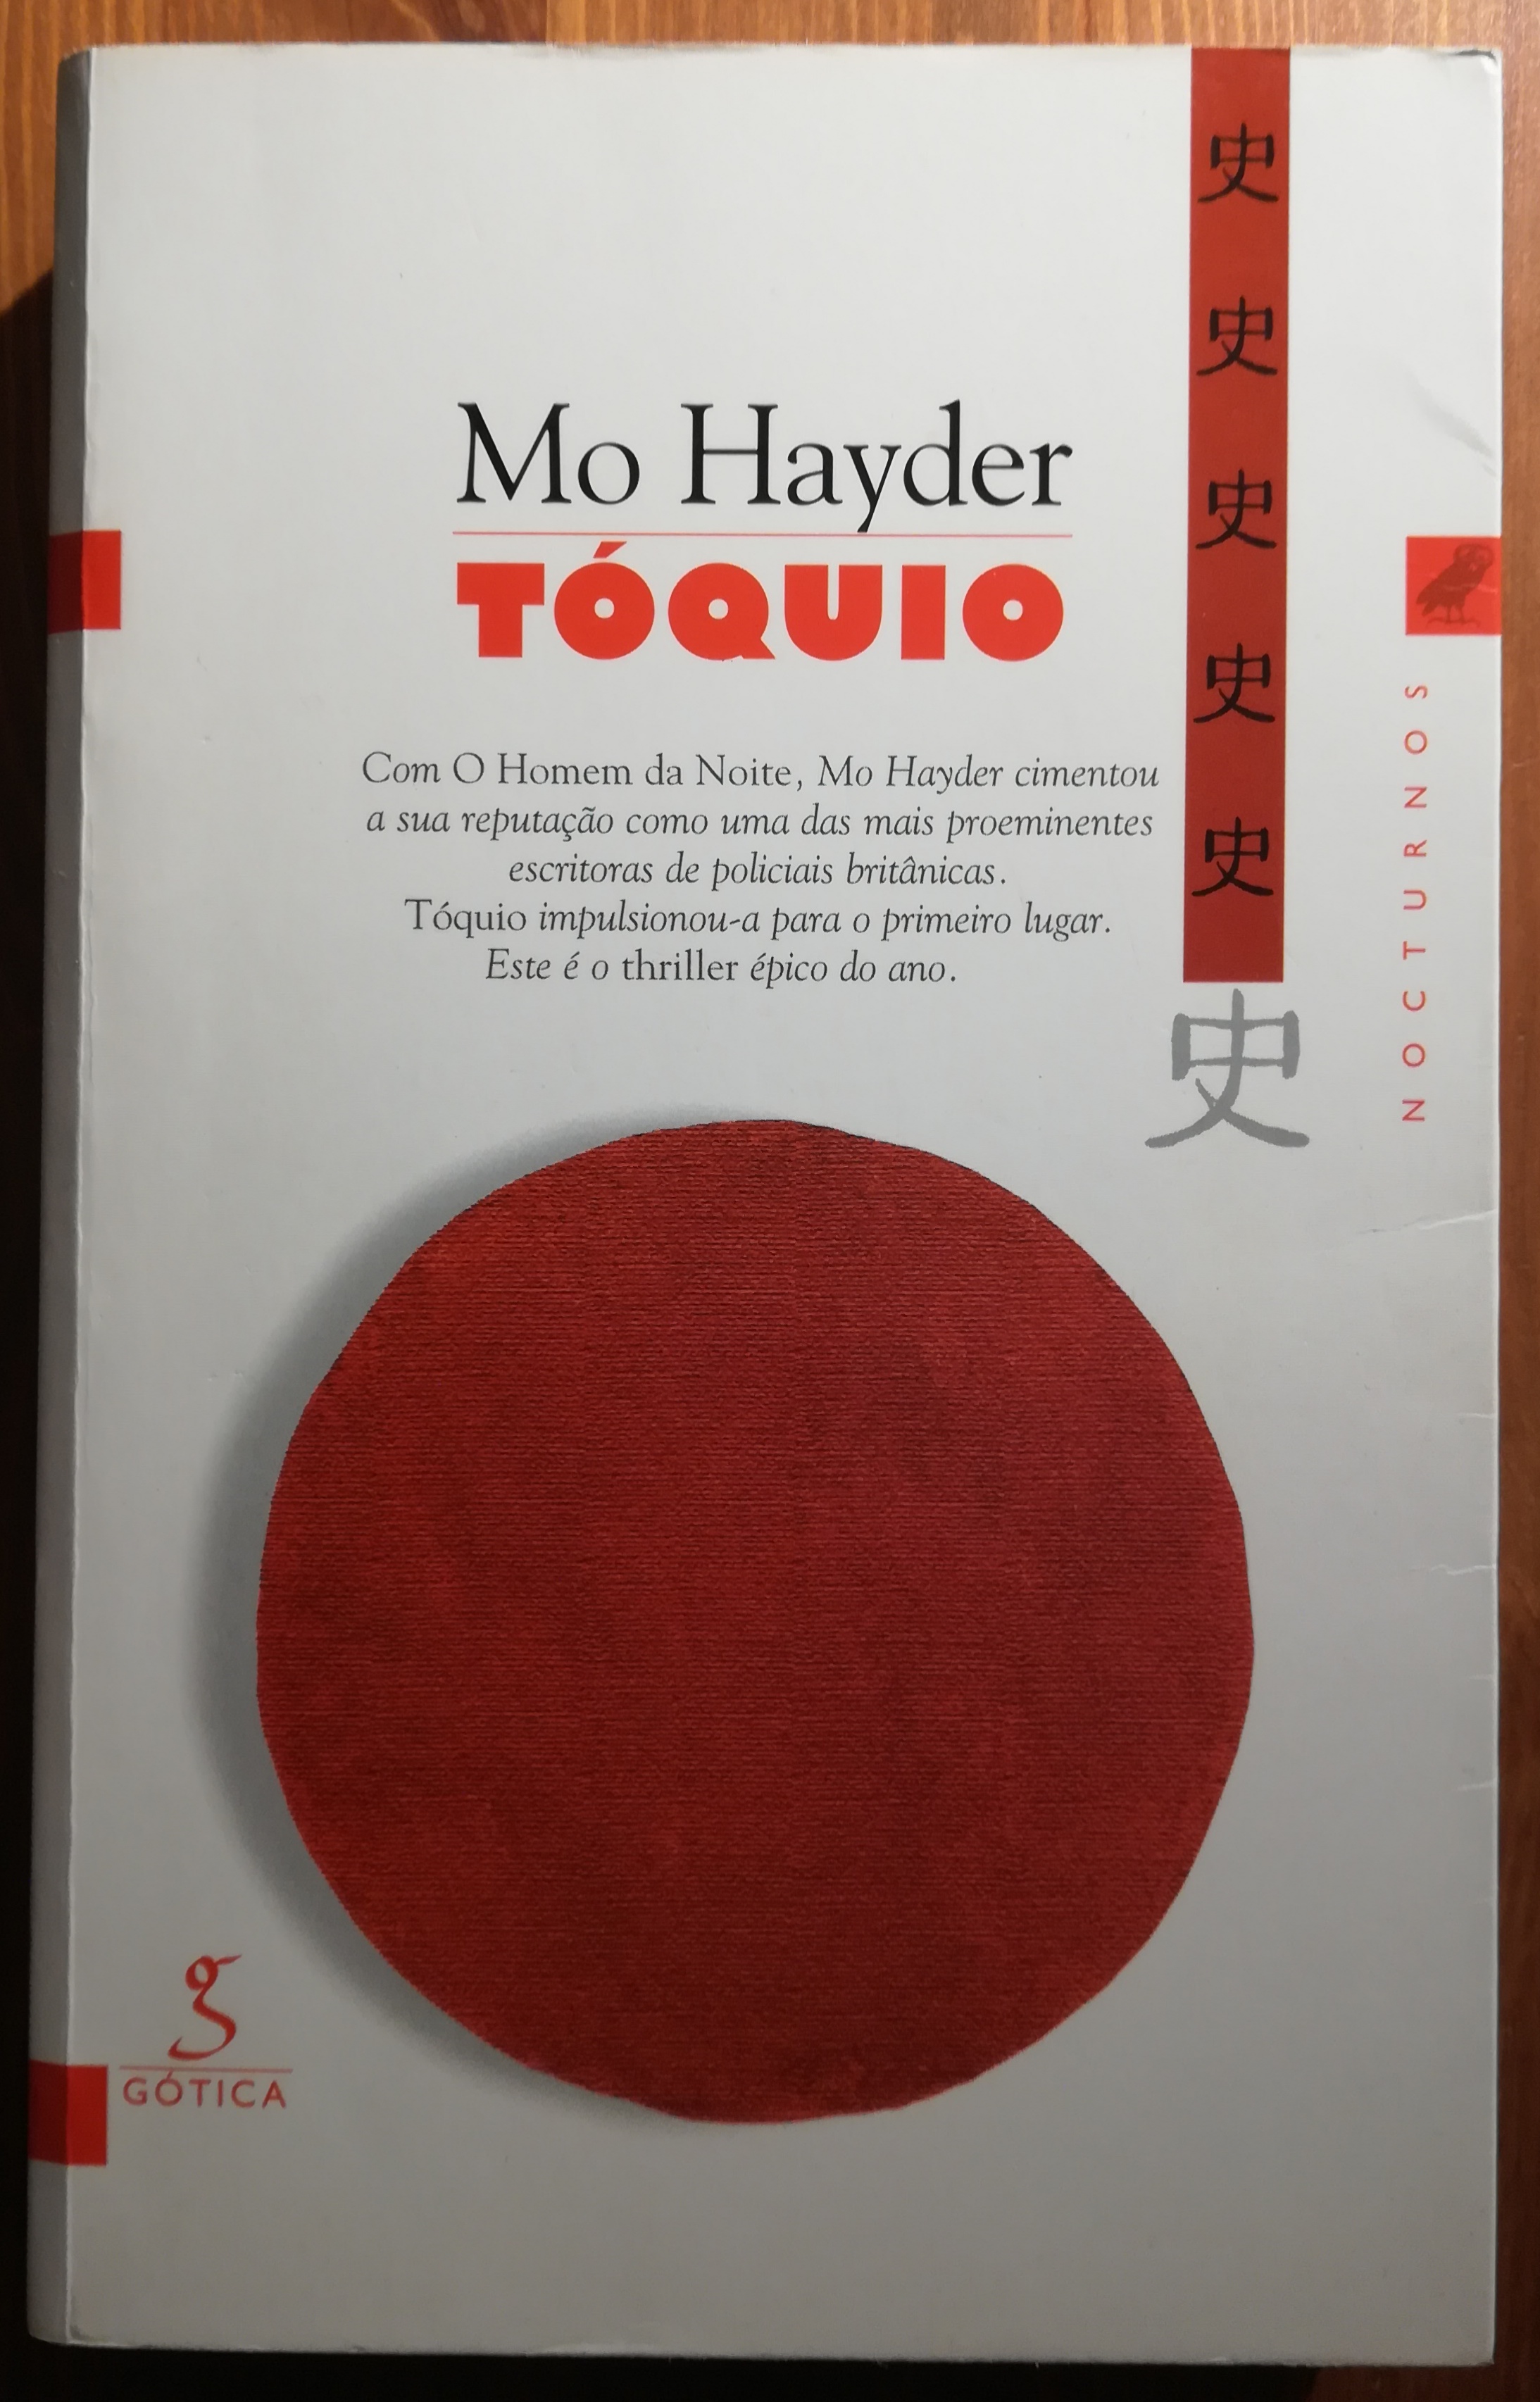 Mo Hayder
TÓQUIO
Com O Homem da Noite, Mo Hayder cimentou
a sua reputação como uma das mais proeminentes
escritoras de policiais britânicas.
Tóquio impulsionou-a para o primeiro lugar.
Este é o thriller épico do ano.
史
史
史
史
史
史
NOCTURNOS
g
GÓTICA